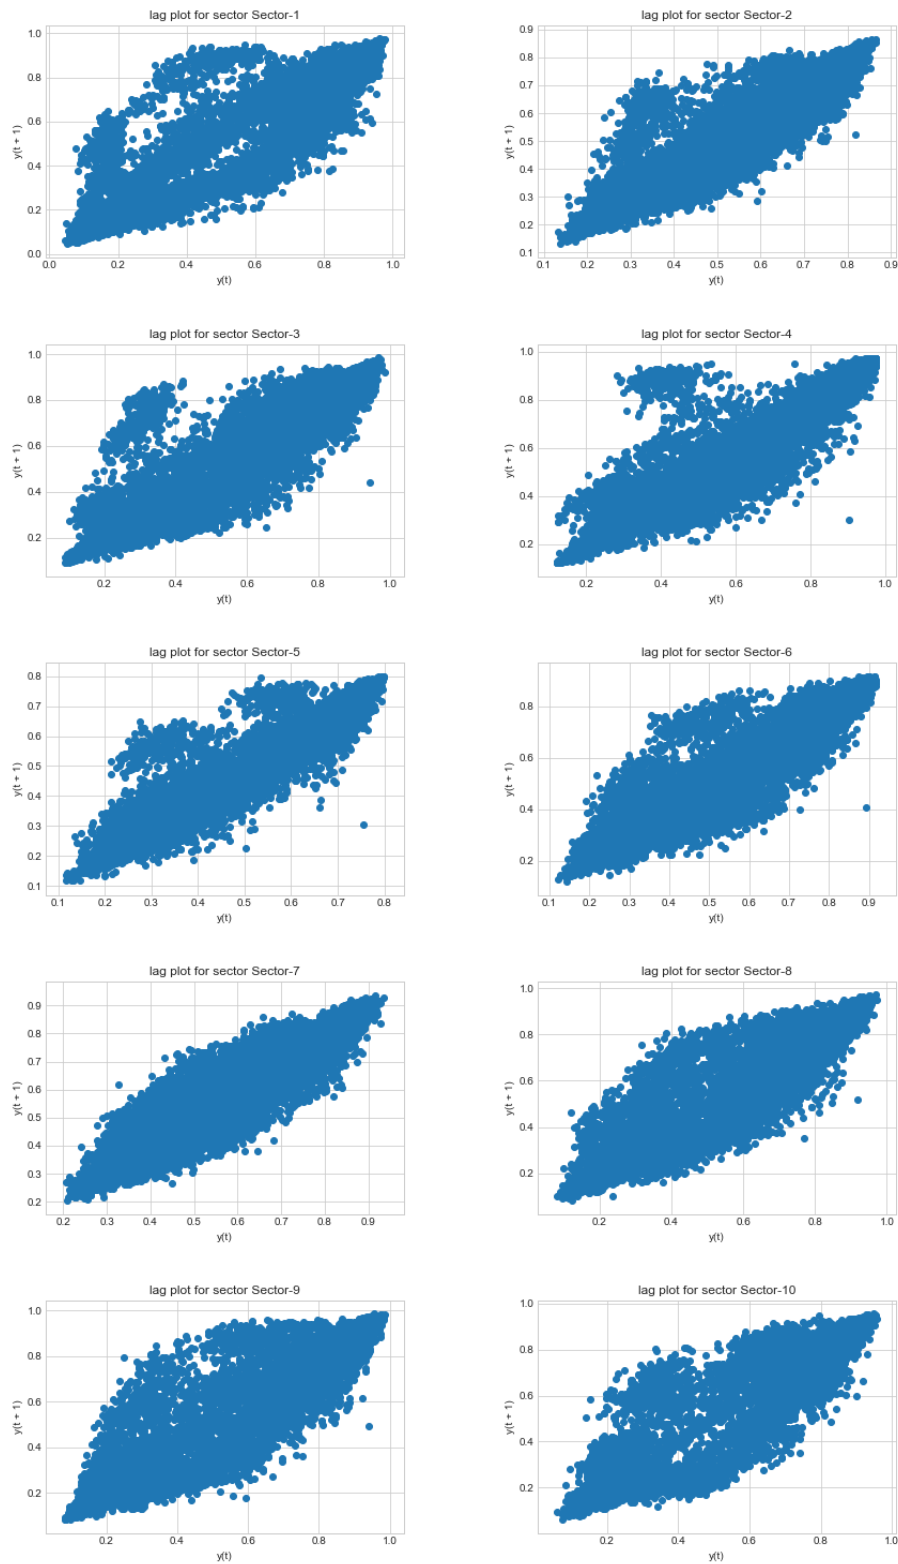 lag plot for sector Sector-1
1.0
0.8
0.6
0.4
0.2
0.0
y(t + 1)
0.0 0.2 0.4 0.6 0.8 1.0
y(t)
lag plot for sector Sector-2
0.9
0.8
0.7
0.6
0.5
0.4
0.3
0.2
0.1
y(t + 1)
0.1 0.2 0.3 0.4 0.5 0.6 0.7 0.8 0.9
y(t)
lag plot for sector Sector-3
1.0
0.8
0.6
0.4
0.2
y(t + 1)
0.2 0.4 0.6 0.8 1.0
y(t)
lag plot for sector Sector-4
1.0
0.8
0.6
0.4
0.2
y(t + 1)
0.2 0.4 0.6 0.8 1.0
y(t)
lag plot for sector Sector-5
0.8
0.7
0.6
0.5
0.4
0.3
0.2
0.1
y(t + 1)
0.1 0.2 0.3 0.4 0.5 0.6 0.7 0.8
y(t)
lag plot for sector Sector-6
0.8
0.6
0.4
0.2
y(t + 1)
0.1 0.2 0.3 0.4 0.5 0.6 0.7 0.8 0.9
y(t)
lag plot for sector Sector-7
0.9
0.8
0.7
0.6
0.5
0.4
0.3
0.2
y(t + 1)
0.2 0.3 0.4 0.5 0.6 0.7 0.8 0.9
y(t)
lag plot for sector Sector-8
1.0
0.8
0.6
0.4
0.2
y(t + 1)
0.2 0.4 0.6 0.8 1.0
y(t)
lag plot for sector Sector-9
1.0
0.8
0.6
0.4
0.2
y(t + 1)
0.2 0.4 0.6 0.8 1.0
y(t)
lag plot for sector Sector-10
1.0
0.8
0.6
0.4
0.2
y(t + 1)
0.2 0.4 0.6 0.8 1.0
y(t)